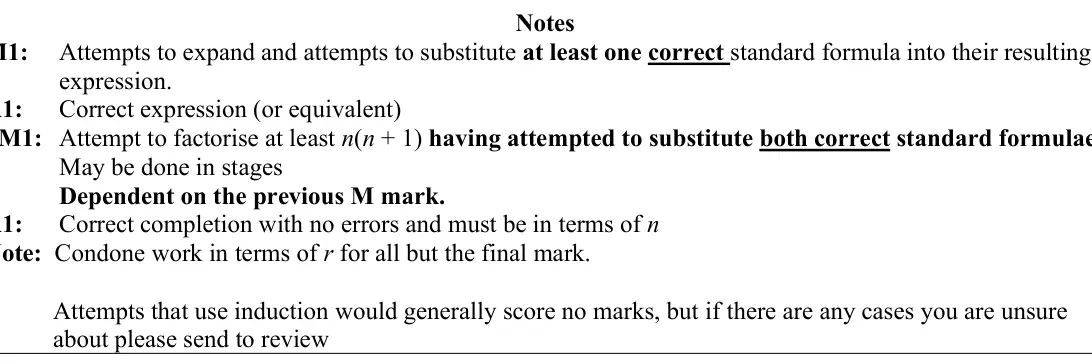 Notes
M1: Attempts to expand and attempts to substitute at least one correct standard formula into their resulting
expression.
A1: Correct expression (or equivalent)
M1: Attempt to factorise at least n(n + 1) having attempted to substitute both correct standard formulae
May be done in stages
Dependent on the previous M mark.
A1: Correct completion with no errors and must be in terms of n
Note: Condone work in terms of r for all but the final mark.
Attempts that use induction would generally score no marks, but if there are any cases you are unsure
about please send to review